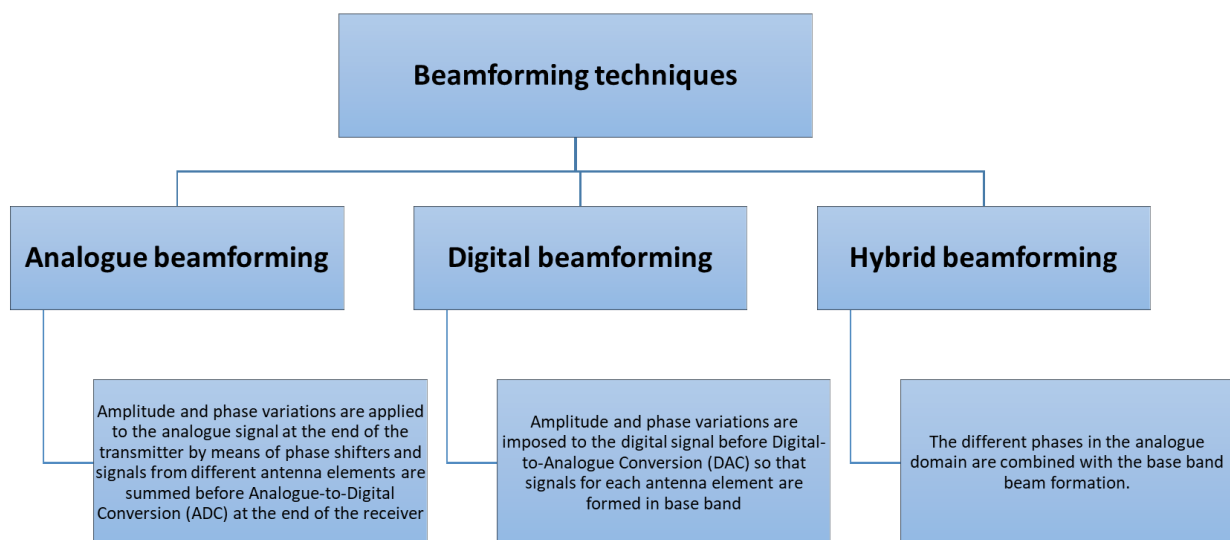 Beamforming techniques
Analogue beamforming
Digital beamforming
Hybrid beamforming
Amplitude and phase variations are applied
to the analogue signal at the end of the
transmitter by means of phase shifters and
signals from different antenna elements are
summed before Analogue-to-Digital
Conversion (ADC) at the end of the receiver
Amplitude and phase variations are
imposed to the digital signal before Digital-
to-Analogue Conversion (DAC) so that
signals for each antenna element are
formed in base band
The different phases in the analogue
domain are combined with the base band
beam formation.